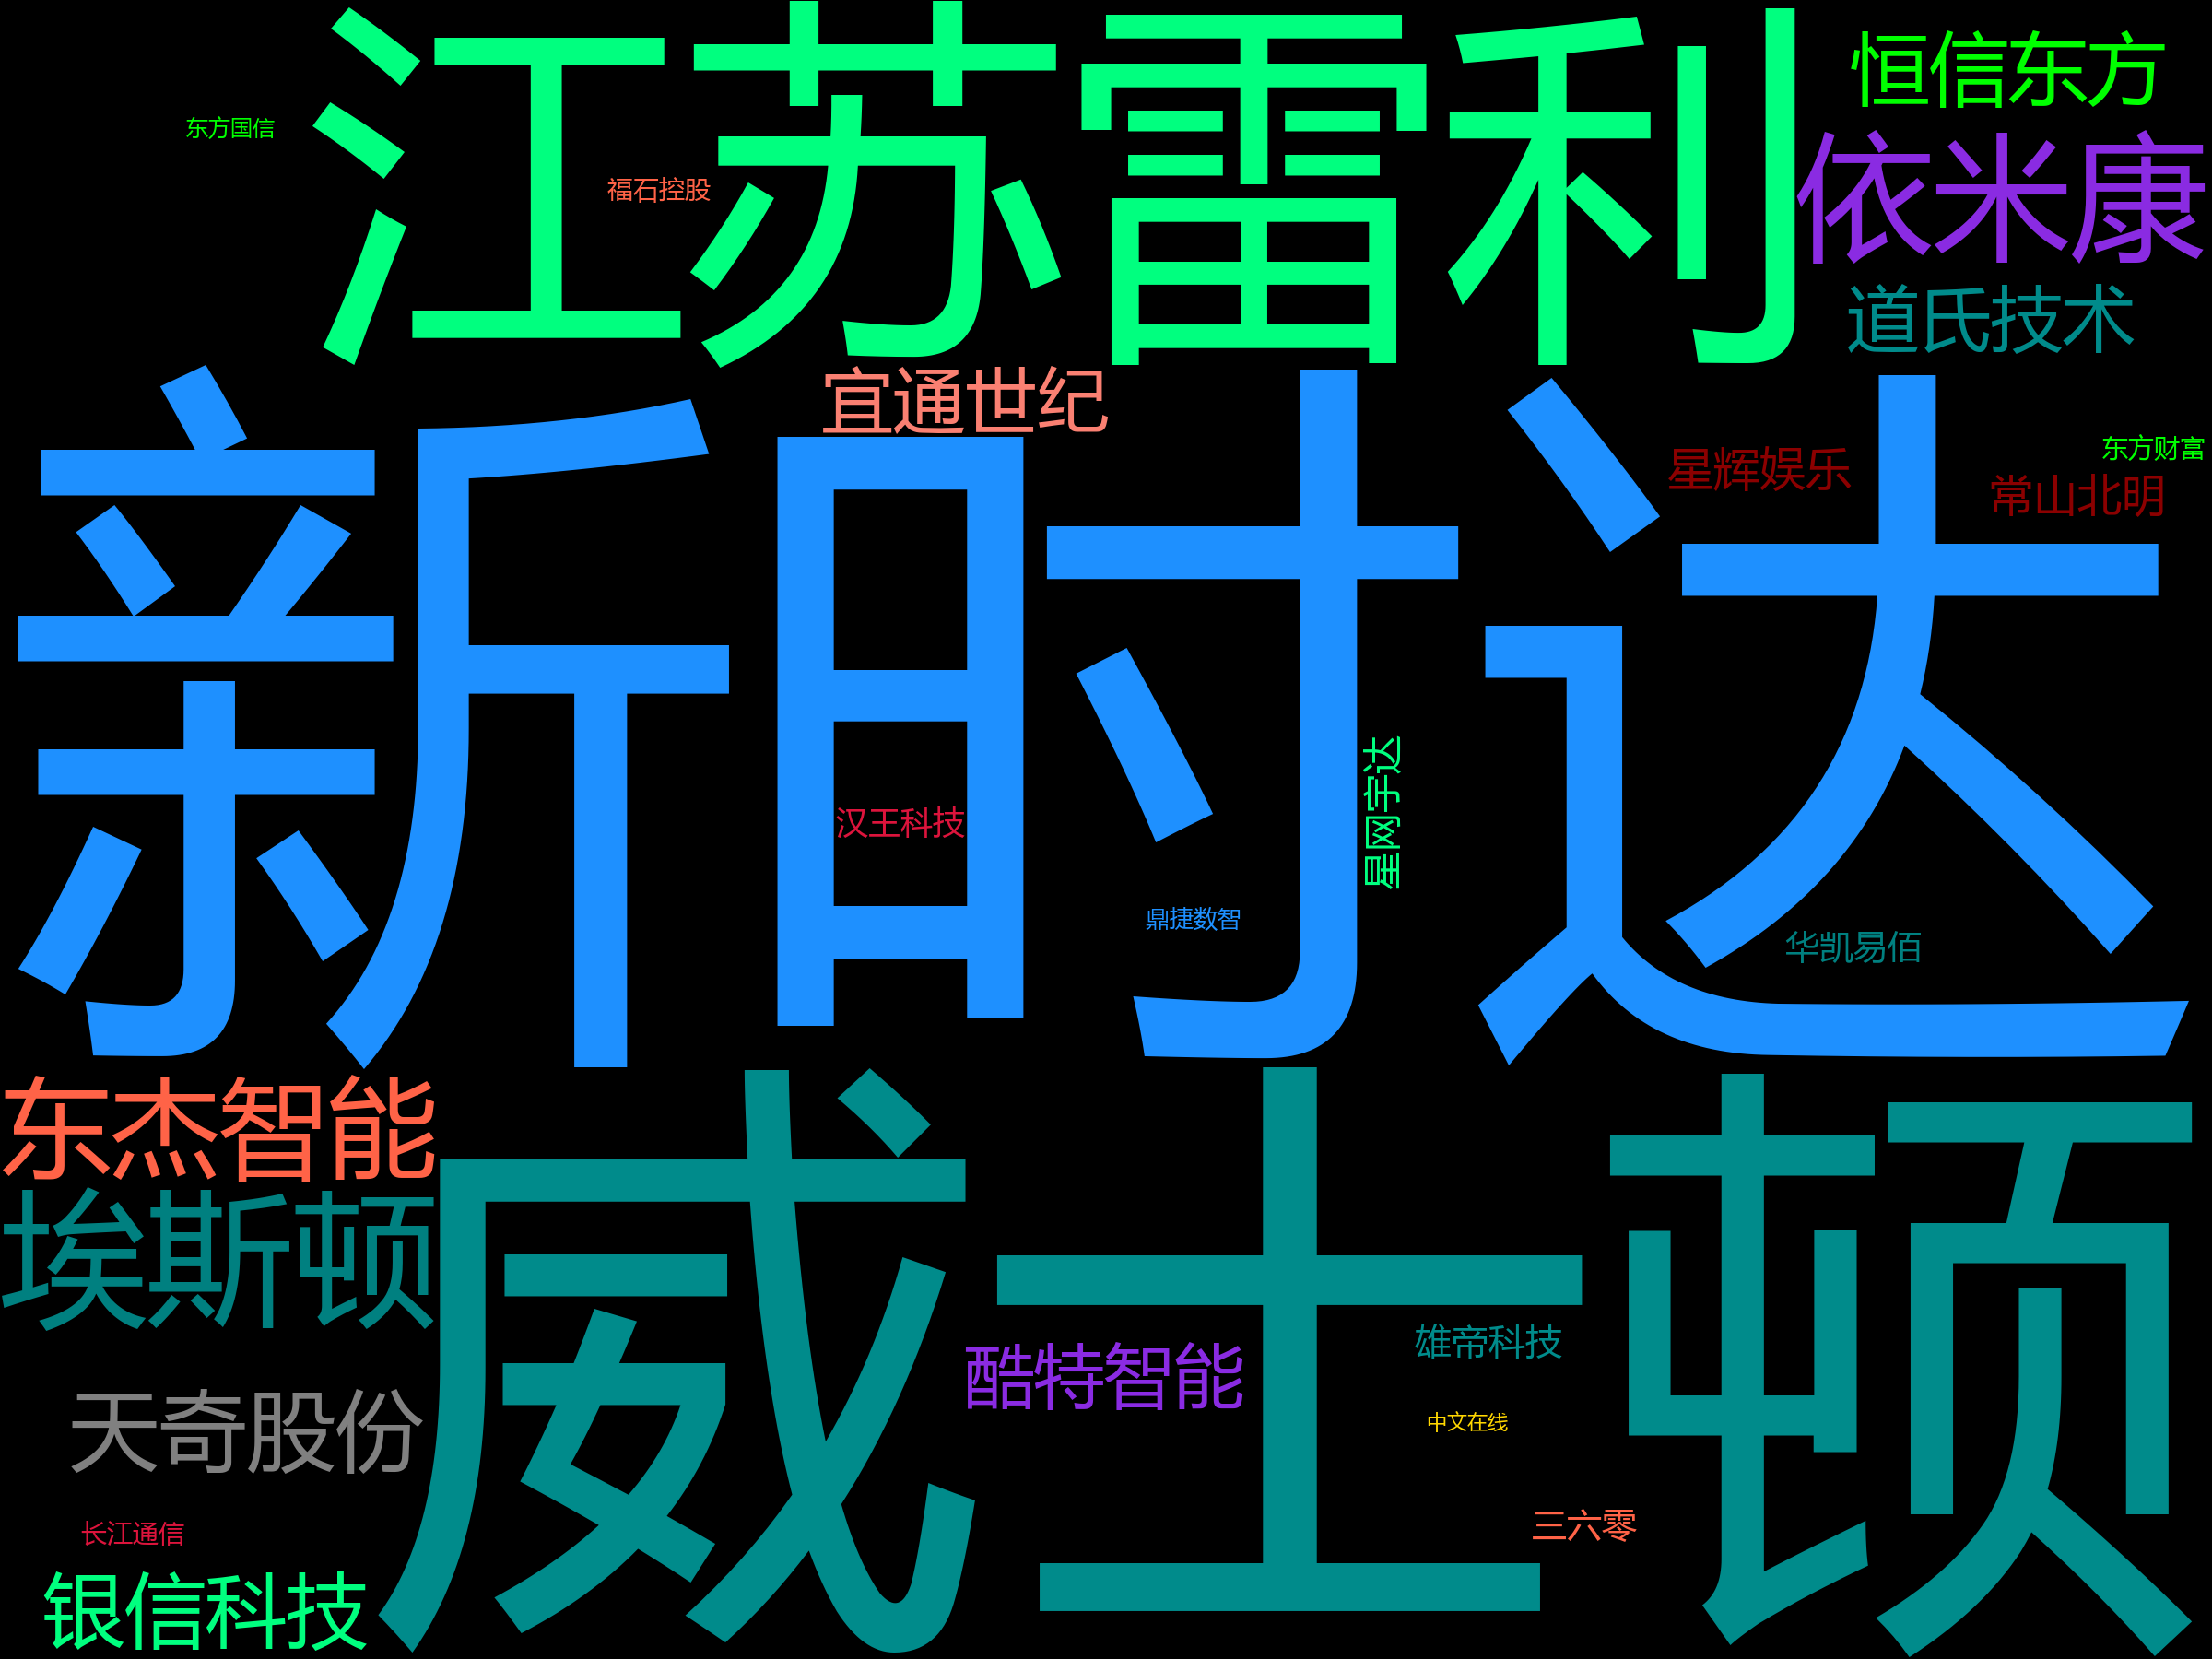 江苏雷利
恒信东方
东方国信
福石控股
依米康
道氏技术
宜通世纪
星辉娱乐
东方财富
常山北明
新时达
汉王科技
星网宇达
鼎捷数智
华凯易佰
东杰智能
威士顿
埃斯顿
酷特智能
维帝科技
天奇股份
中文在线
三六零
长江通信
银信科技